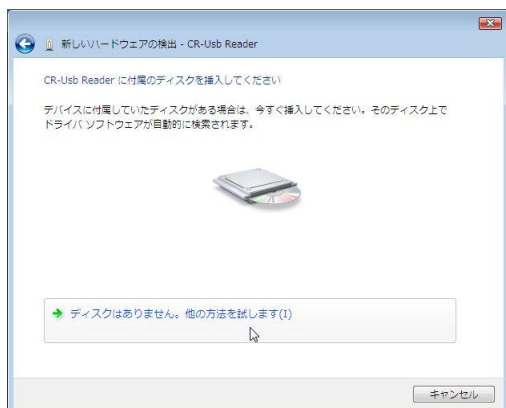 新しいハードウェアの検出 - CR-Usb Reader
CR-Usb Reader に付属のディスクを挿入してください
デバイスに付属していたディスクがある場合は、今すぐ挿入してください。そのディスク上で
ドライバ ソフトウェアが自動的に検索されます。
ディスクはありません。他の方法を試します(I)
キャンセル